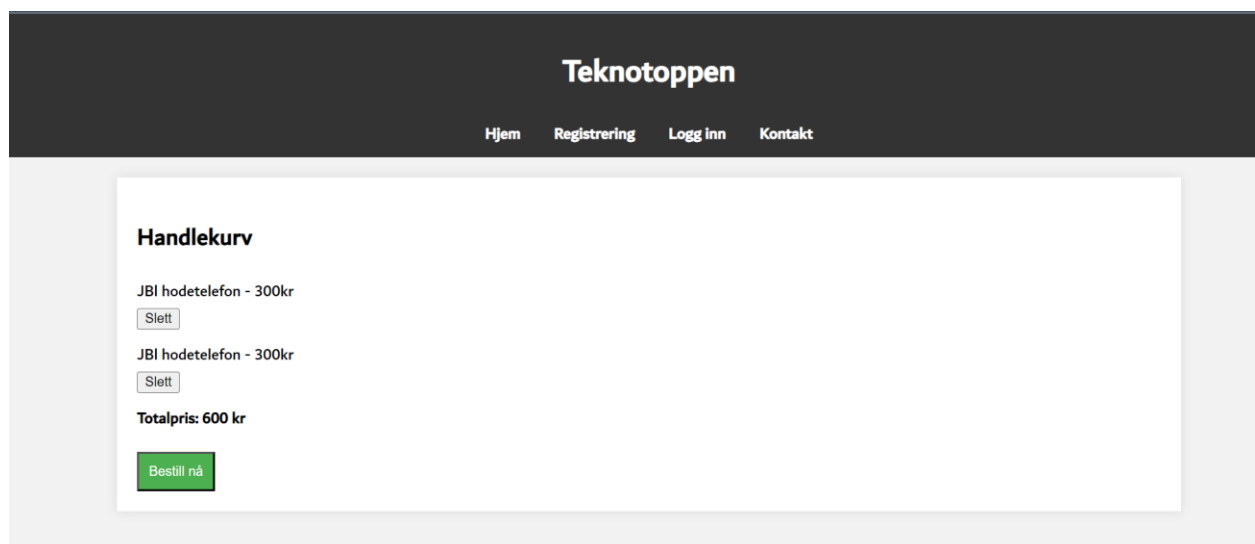 Teknotoppen
Hjem Registrering Logg inn Kontakt
Handlekurv
JBl hodetelefon - 300kr
Slett
JBl hodetelefon - 300kr
Slett
Totalpris: 600 kr
Bestill nå